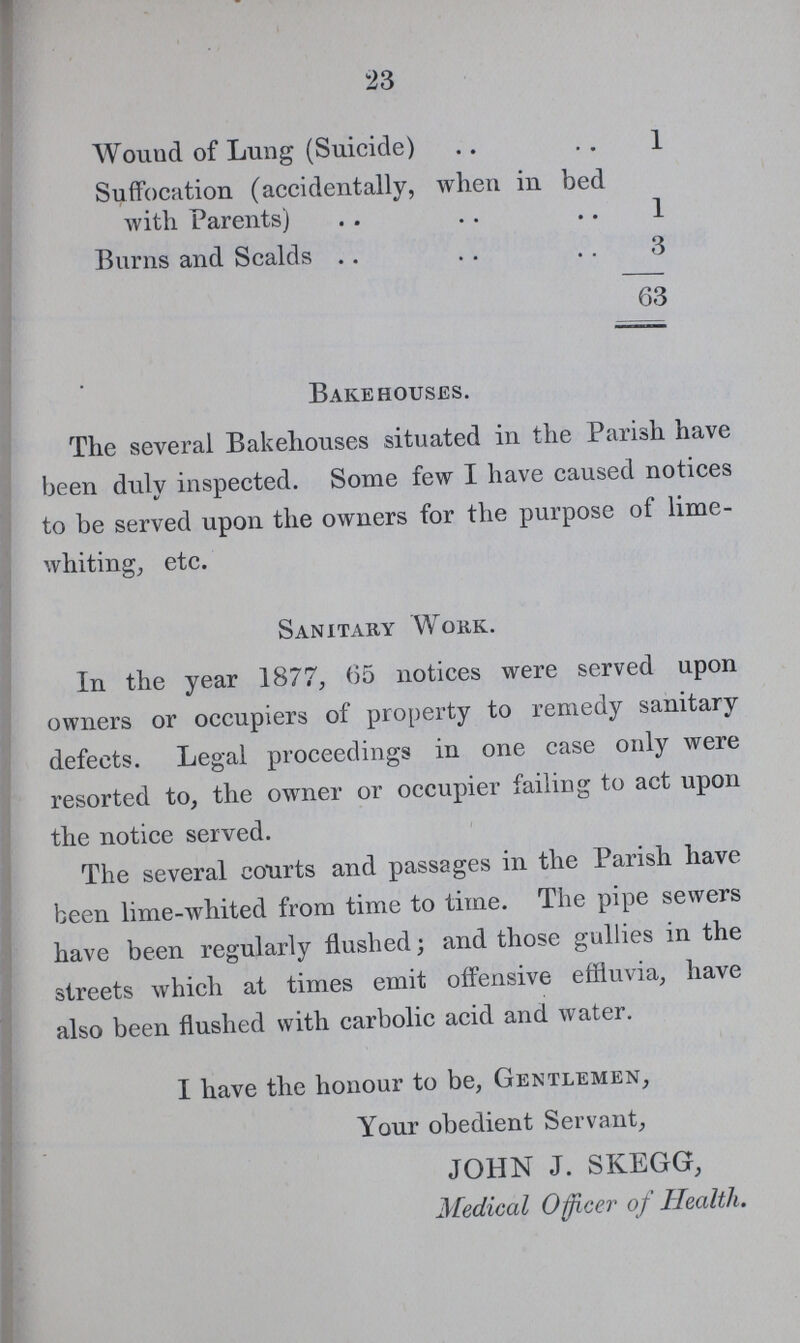 23
Wound of Lung (Suicide) .. .. 1
Suffocation (accidentally, when in bed
with Parents) .. .. .. 1
Burns and Scalds .. .. .. 3
63
BAKEHOUSES.
The several Bakehouses situated in the Parish have
been duly inspected. Some few I have caused notices
to be served upon the owners for the purpose of lime-
whiting, etc.
SANITARY WORK.
In the year 1877, 65 notices were served upon
owners or occupiers of property to remedy sanitary
defects. Legal proceedings in one case only were
resorted to, the owner or occupier failing to act upon
the notice served.
The several courts and passages in the Parish have
been lime-whited from time to time. The pipe sewers
have been regularly flushed; and those gullies in the
streets which at times emit offensive effluvia, have
also been flushed with carbolic acid and water.
I have the honour to be, GENTLEMEN,
Your obedient Servant,
JOHN J. SKEGG,
Medical Officer of Health.